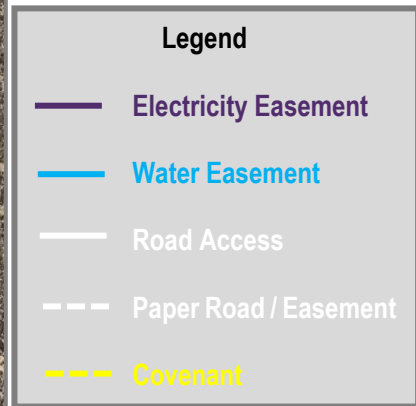 Legend
Electricity Easement
Water Easement
Road Access
Paper Road / Easement
Covenant